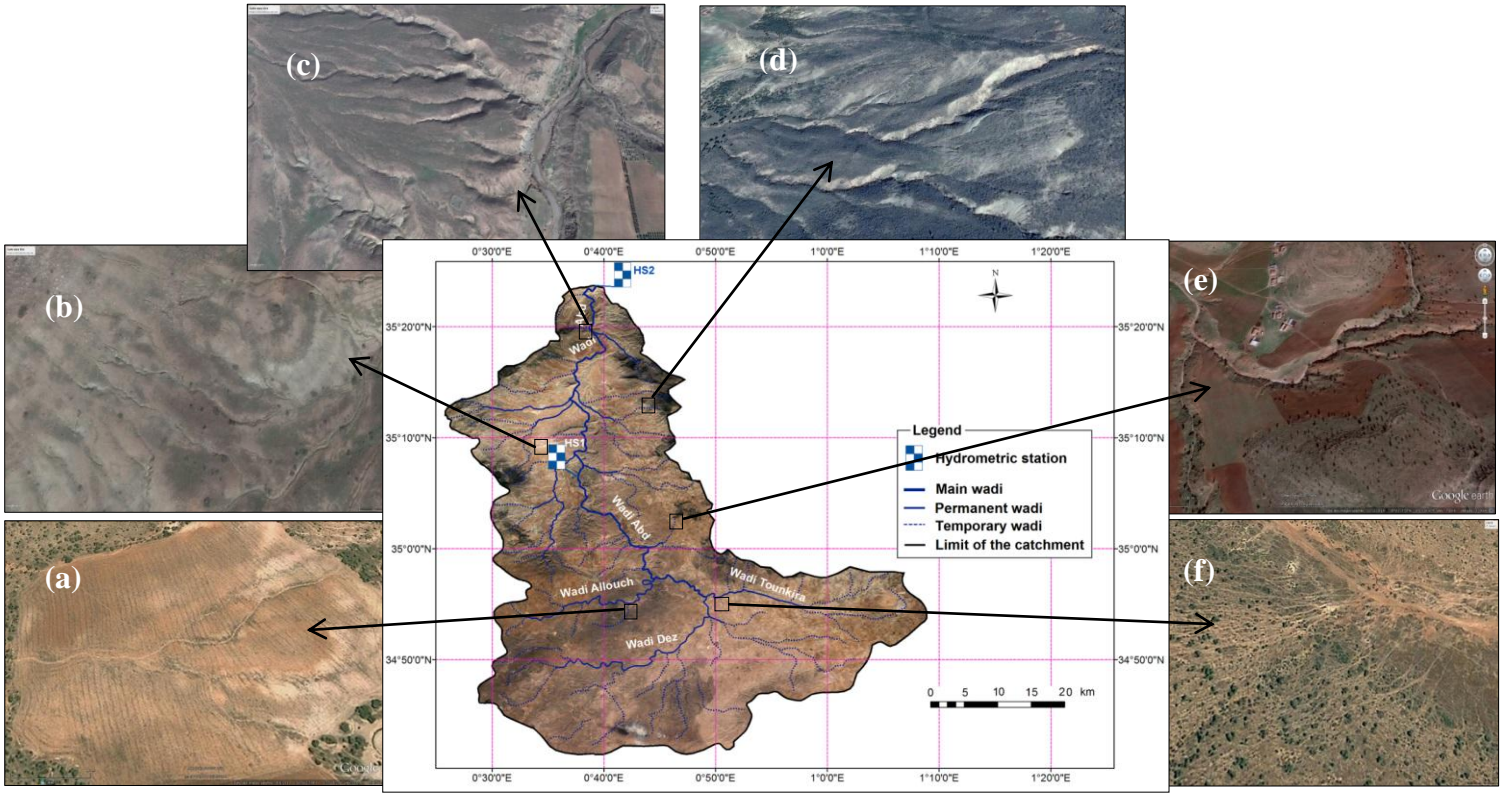 (c)
(d)
(b)
(e)
Google earth
(a)
Google
(f)
0°30'0"E 0°40'0"E 0°50'0"E 1°0'0"E 1°10'0"E 1°20'0"E
HS2
N
35°20'0"N 35°20'0"N
Wadi
35°10'0"N 35°10'0"N
HS1
Legend
Hydrometric station
Main wadi
Permanent wadi
Temporary wadi
Limit of the catchment
Wadi Abd
35°0'0"N 35°0'0"N
Wadi Tounkira
Wadi Allouch
Wadi Dez
34°50'0"N 34°50'0"N
0 5 10 15 20 km
0°30'0"E 0°40'0"E 0°50'0"E 1°0'0"E 1°10'0"E 1°20'0"E